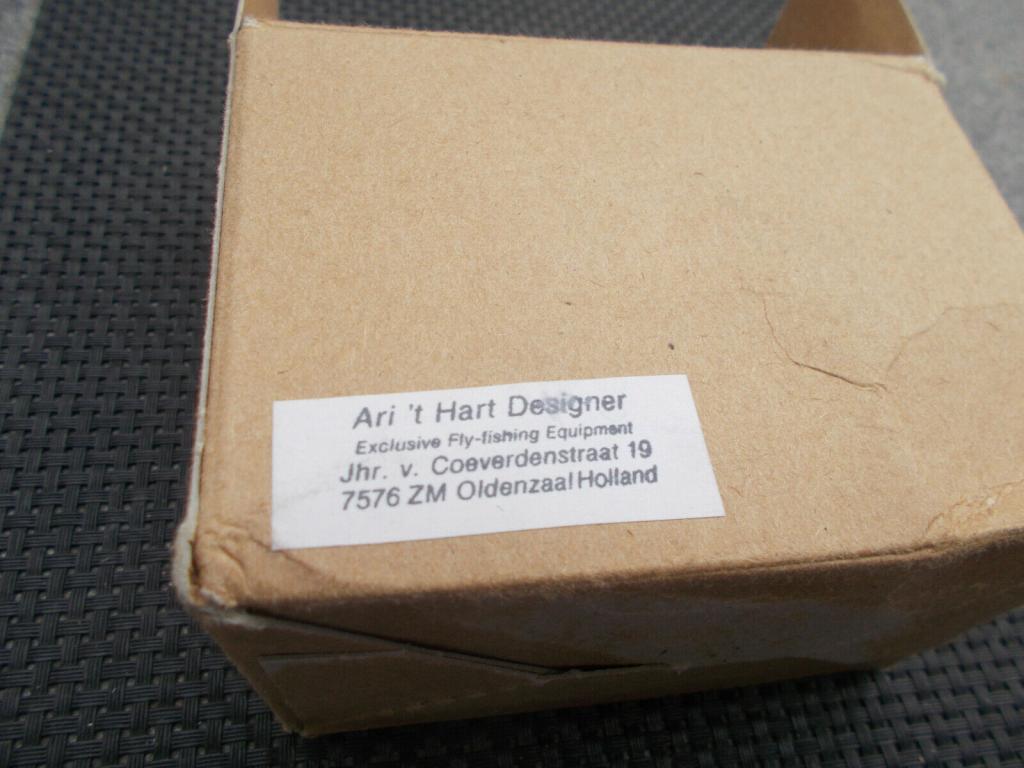 Ari 't Hart Designer
Exclusive Fly-fishing Equipment
Jhr. v. Coeverdenstraat 19
7576 ZM Oldenzaal Holland